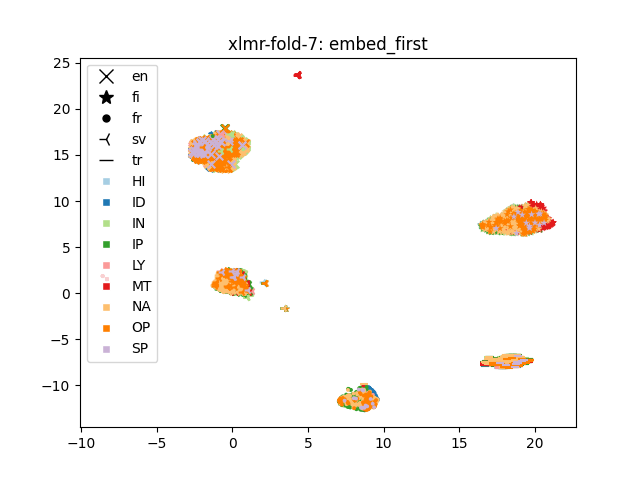 xlmr-fold-7: embed_first
en
fi
fr
sv
tr
HI
ID
IN
IP
LY
MT
NA
OP
SP
25
20
15
10
5
0
−5
−10
−10
−5
0
5
10
15
20